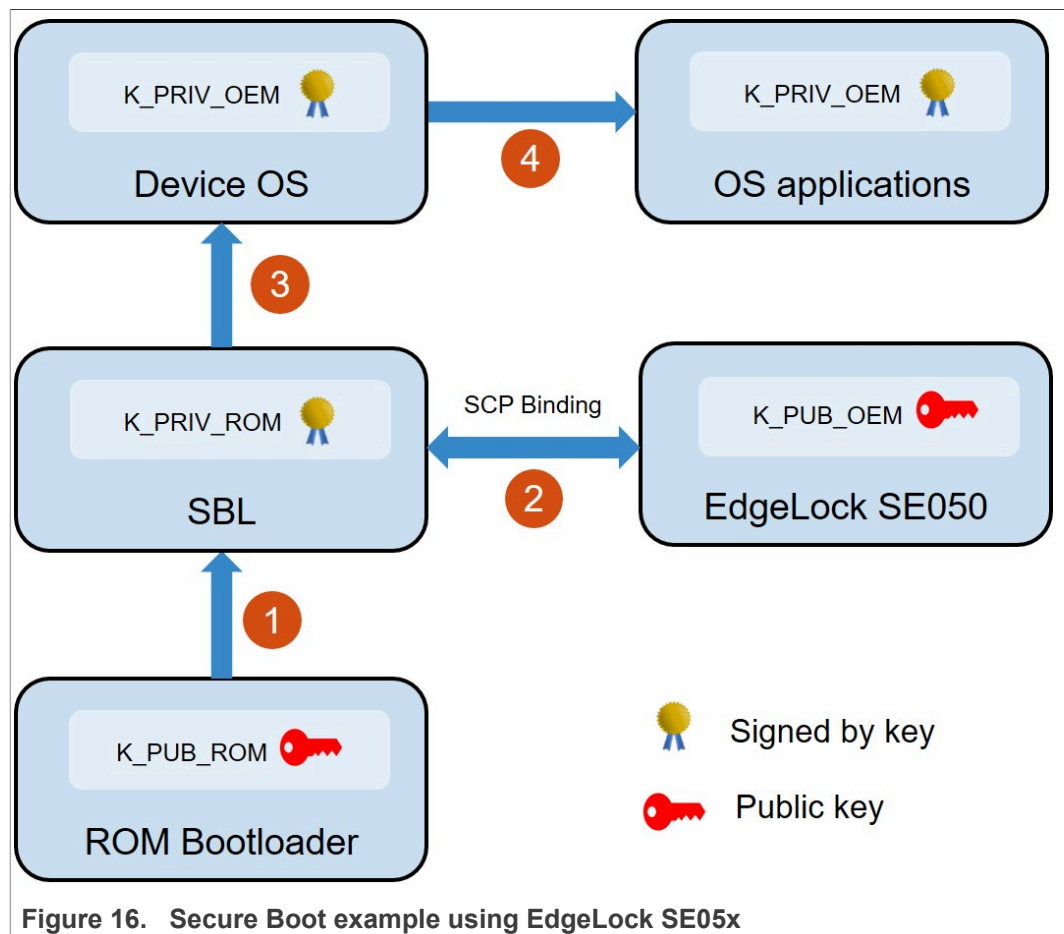 K_PRIV_OEM
Device OS
4
K_PRIV_OEM
OS applications
3
K_PRIV_ROM
SBL
SCP Binding
2
K_PUB_OEM
EdgeLock SE050
1
K_PUB_ROM
ROM Bootloader
Signed by key
Public key
Figure 16. Secure Boot example using EdgeLock SE05x